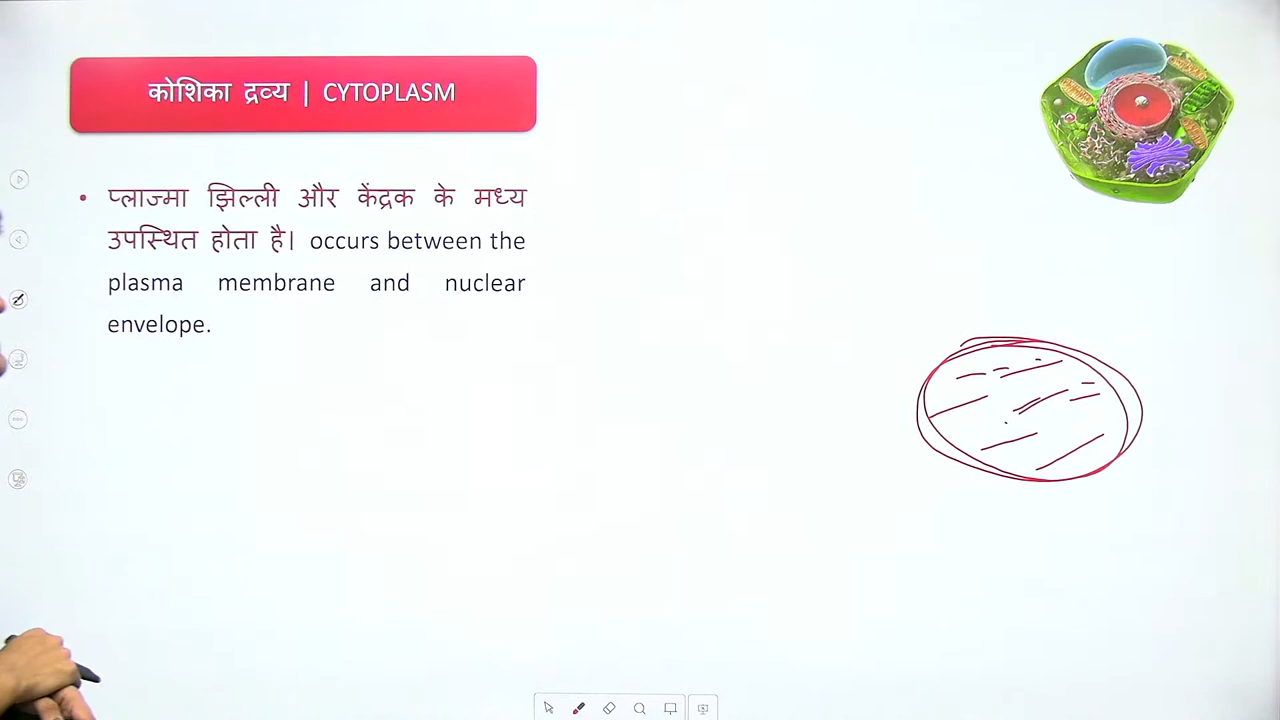 कोशिका द्रव्य | CYTOPLASM
• प्लाज्मा झिल्ली और केंद्रक के मध्य
उपस्थित होता है। occurs between the
plasma membrane and nuclear
envelope.